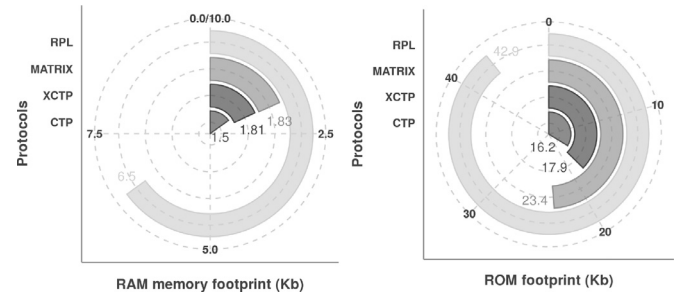 0.0/10.0
RPL
MATRIX
XCTP
CTP
Protocols
7.5
2.5
5.0
1.5
1.81
1.83
6.5
RAM memory footprint (Kb)
0
RPL
MATRIX
XCTP
CTP
Protocols
42.9
40
10
16.2
17.9
23.4
30
20
ROM footprint (Kb)